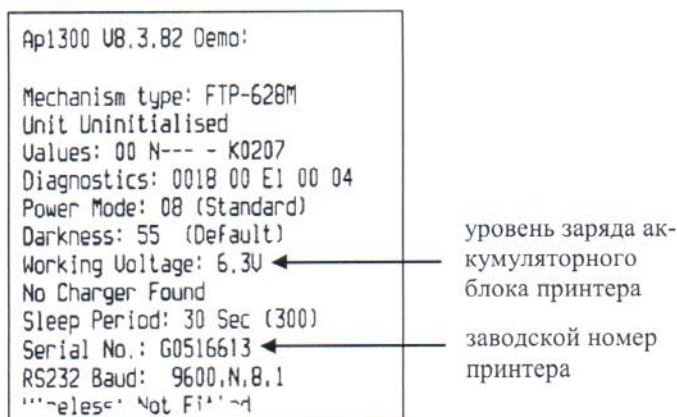 Ap1300 V8.3.82 Demo:
Mechanism type: FTP-628M
Unit Uninitialised
Values: 00 N--- - K0207
Diagnostics: 0018 00 E1 00 04
Power Mode: 08 (Standard)
Darkness: 55 (Default)
Working Voltage: 6.3V
No Charger Found
Sleep Period: 30 Sec (300)
Serial No.: G0516613
RS232 Baud: 9600,N,8,1
Not
уровень заряда ак-
кумуляторного
блока принтера
заводской номер
принтера